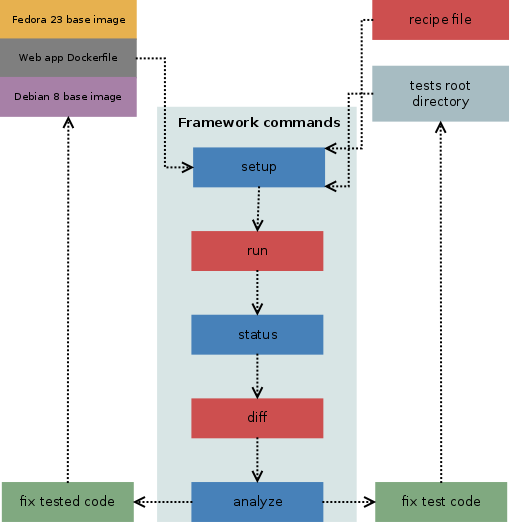 Fedora 23 base image
Web app Dockerfile
Debian 8 base image
recipe file
tests root
directory
Framework commands
setup
run
status
diff
fix tested code
analyze
fix test code